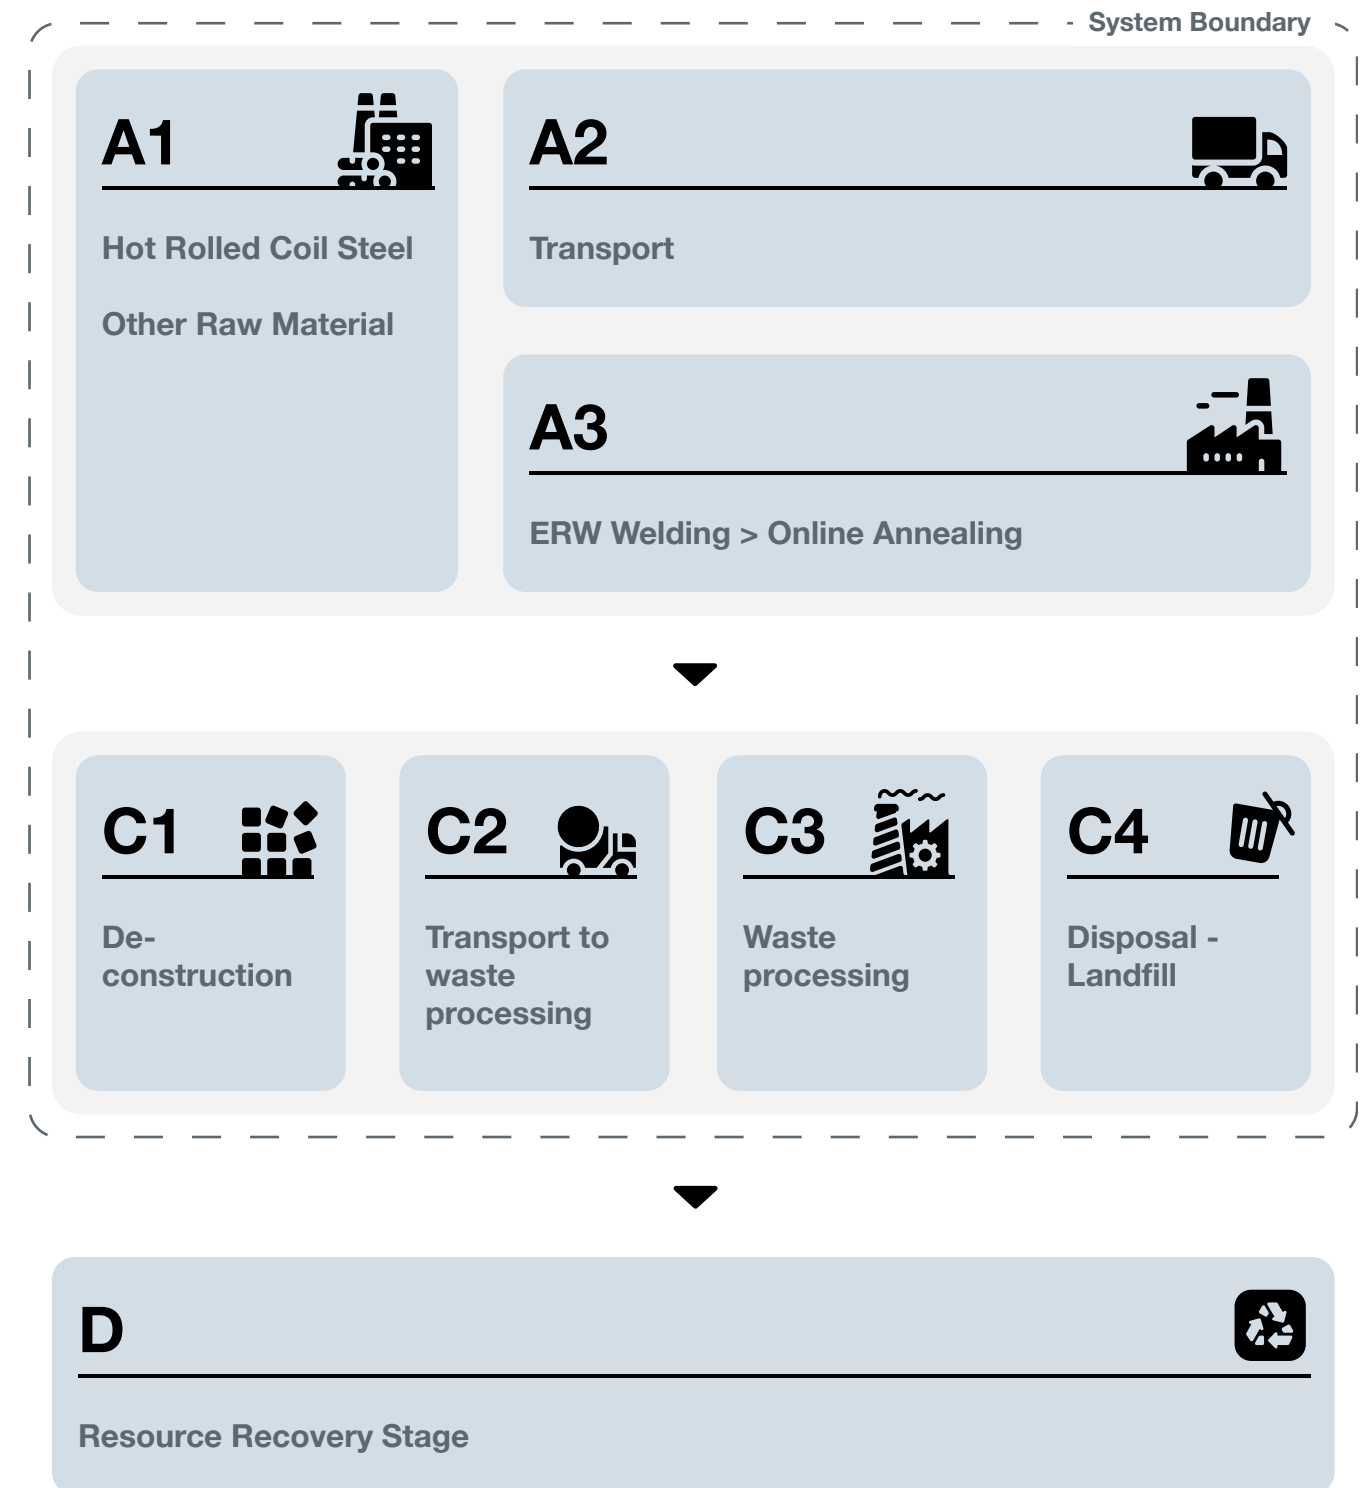 System Boundary
A1
Hot Rolled Coil Steel
Other Raw Material
A2
Transport
A3
ERW Welding > Online Annealing
C1
De-
construction
C2
Transport to
waste
processing
C3
Waste
processing
C4
Disposal -
Landfill
D
Resource Recovery Stage